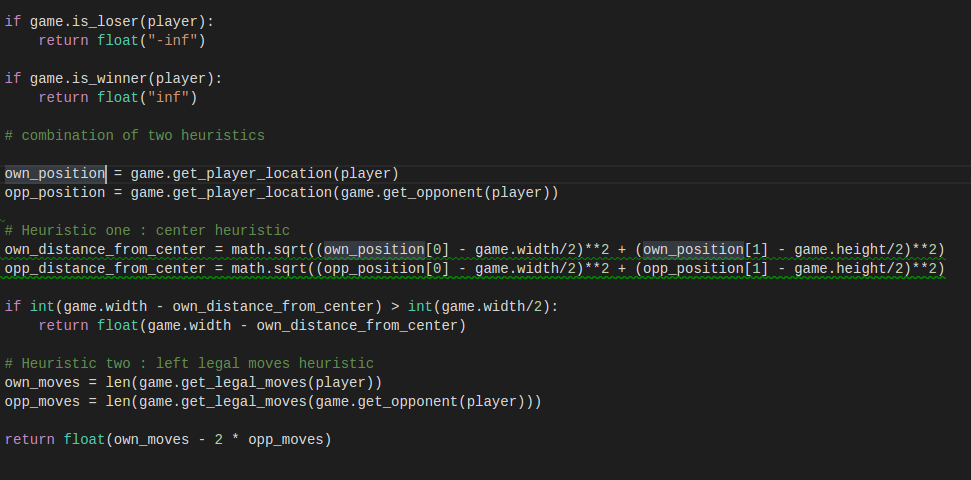 if game.is_loser(player):
    return float("-inf")
if game.is_winner(player):
    return float("inf")
# combination of two heuristics
own_position = game.get_player_location(player)
opp_position = game.get_player_location(game.get_opponent(player))
# Heuristic one : center heuristic
own_distance_from_center = math.sqrt((own_position[0] - game.width/2)**2 + (own_position[1] - game.height/2)**2)
opp_distance_from_center = math.sqrt((opp_position[0] - game.width/2)**2 + (opp_position[1] - game.height/2)**2)
if int(game.width - own_distance_from_center) > int(game.width/2):
    return float(game.width - own_distance_from_center)
# Heuristic two : left legal moves heuristic
own_moves = len(game.get_legal_moves(player))
opp_moves = len(game.get_legal_moves(game.get_opponent(player)))
return float(own_moves - 2 * opp_moves)